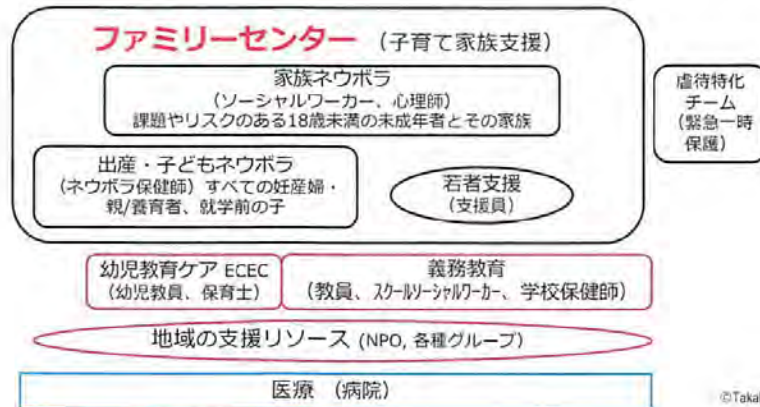 ファミリーセンター （子育て家族支援）
家族ネウボラ
（ソーシャルワーカー、心理師）
課題やリスクのある18歳未満の未成年者とその家族
虐待特化
チーム
（緊急一時
保護）
出産・子どもネウボラ
（ネウボラ保健師）すべての妊産婦・
親/養育者、就学前の子
若者支援
（支援員）
幼児教育ケア ECEC
（幼児教員、保育士）
義務教育
（教員、スクールソーシャルワーカー、学校保健師）
地域の支援リソース (NPO, 各種グループ)
医療 （病院）